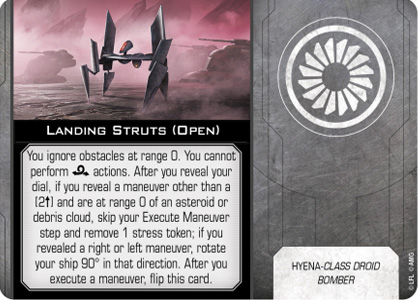 LANDING STRUTS (OPEN)
You ignore obstacles at range 0. You cannot
perform actions. After you reveal your
dial, if you reveal a maneuver other than a
[2↑] and are at range 0 of an asteroid or
debris cloud, skip your Execute Maneuver
step and remove 1 stress token; if you
revealed a right or left maneuver, rotate
your ship 90° in that direction. After you
execute a maneuver, flip this card.
HYENA-CLASS DROID
BOMBER
©LFL ©AMG